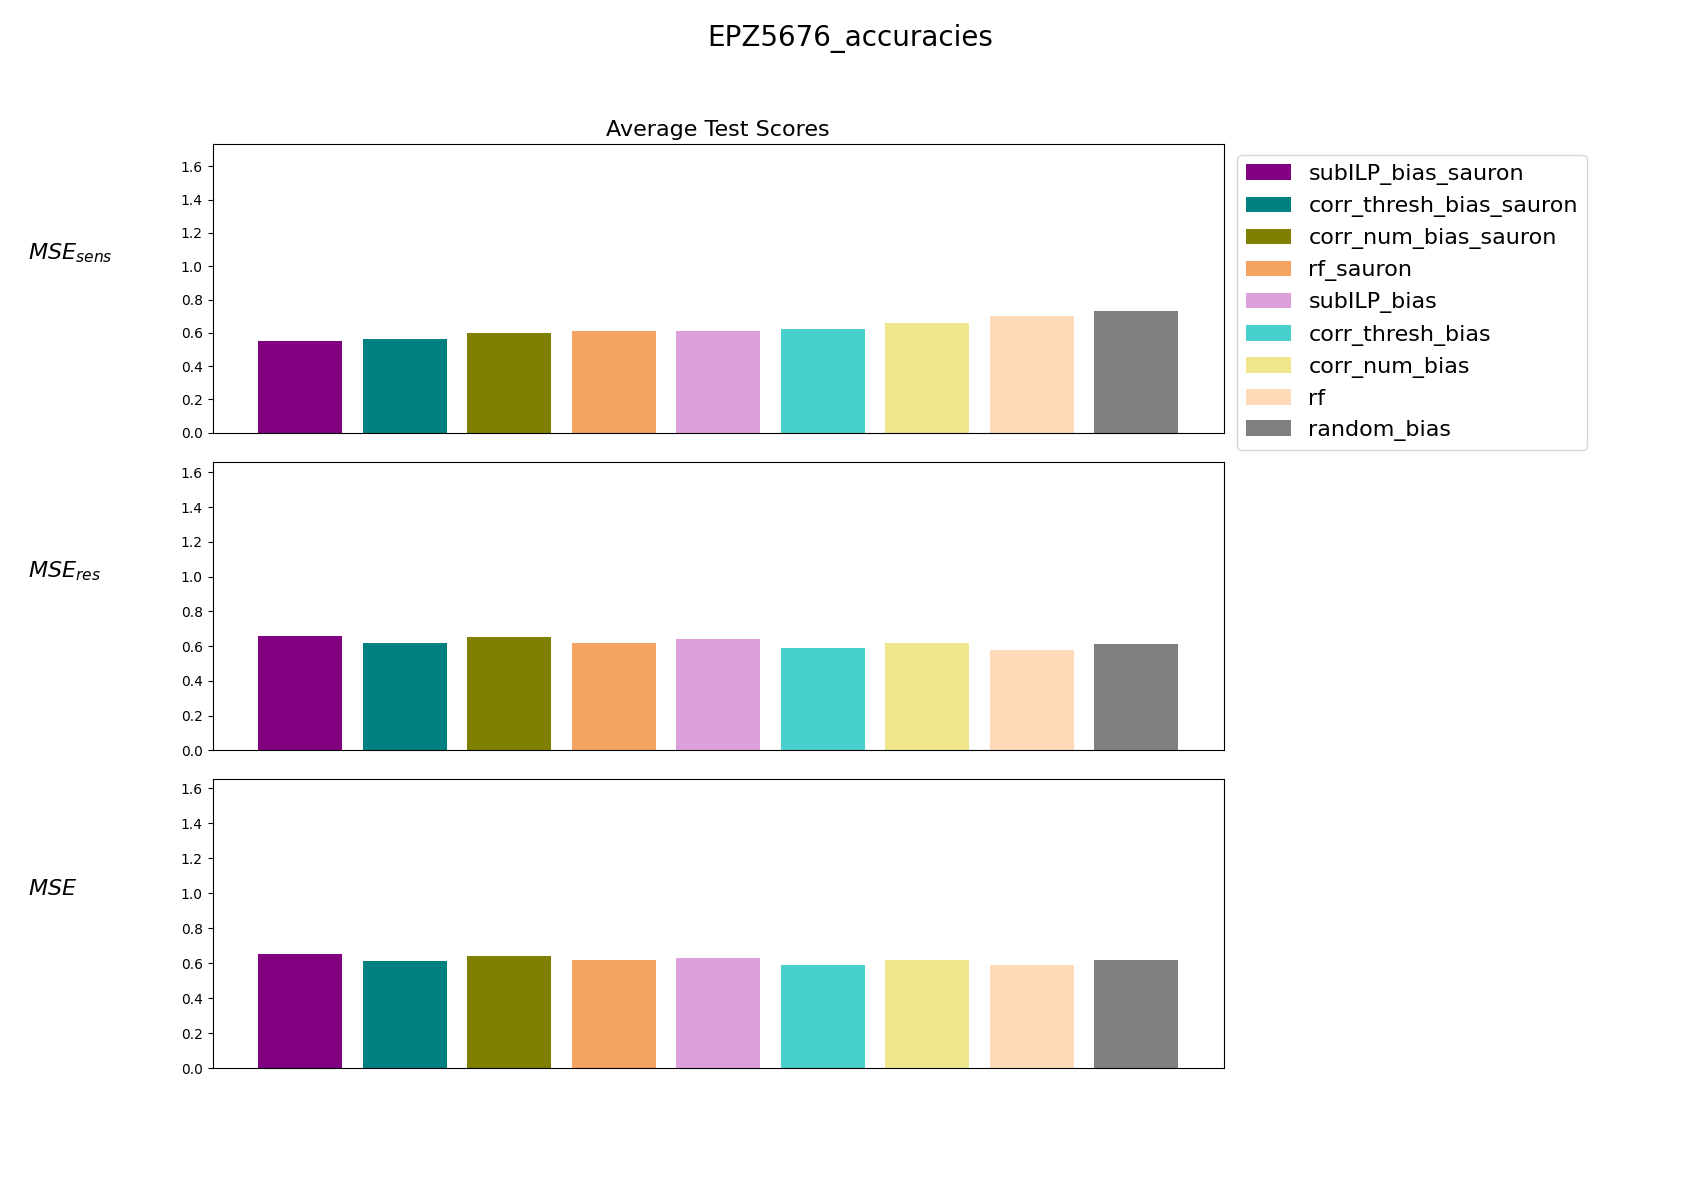 EPZ5676_accuracies
Average Test Scores
MSE_sens
1.6
1.4
1.2
1.0
0.8
0.6
0.4
0.2
0.0
subILP_bias_sauron
corr_thresh_bias_sauron
corr_num_bias_sauron
rf_sauron
subILP_bias
corr_thresh_bias
corr_num_bias
rf
random_bias
MSE_res
1.6
1.4
1.2
1.0
0.8
0.6
0.4
0.2
0.0
MSE
1.6
1.4
1.2
1.0
0.8
0.6
0.4
0.2
0.0